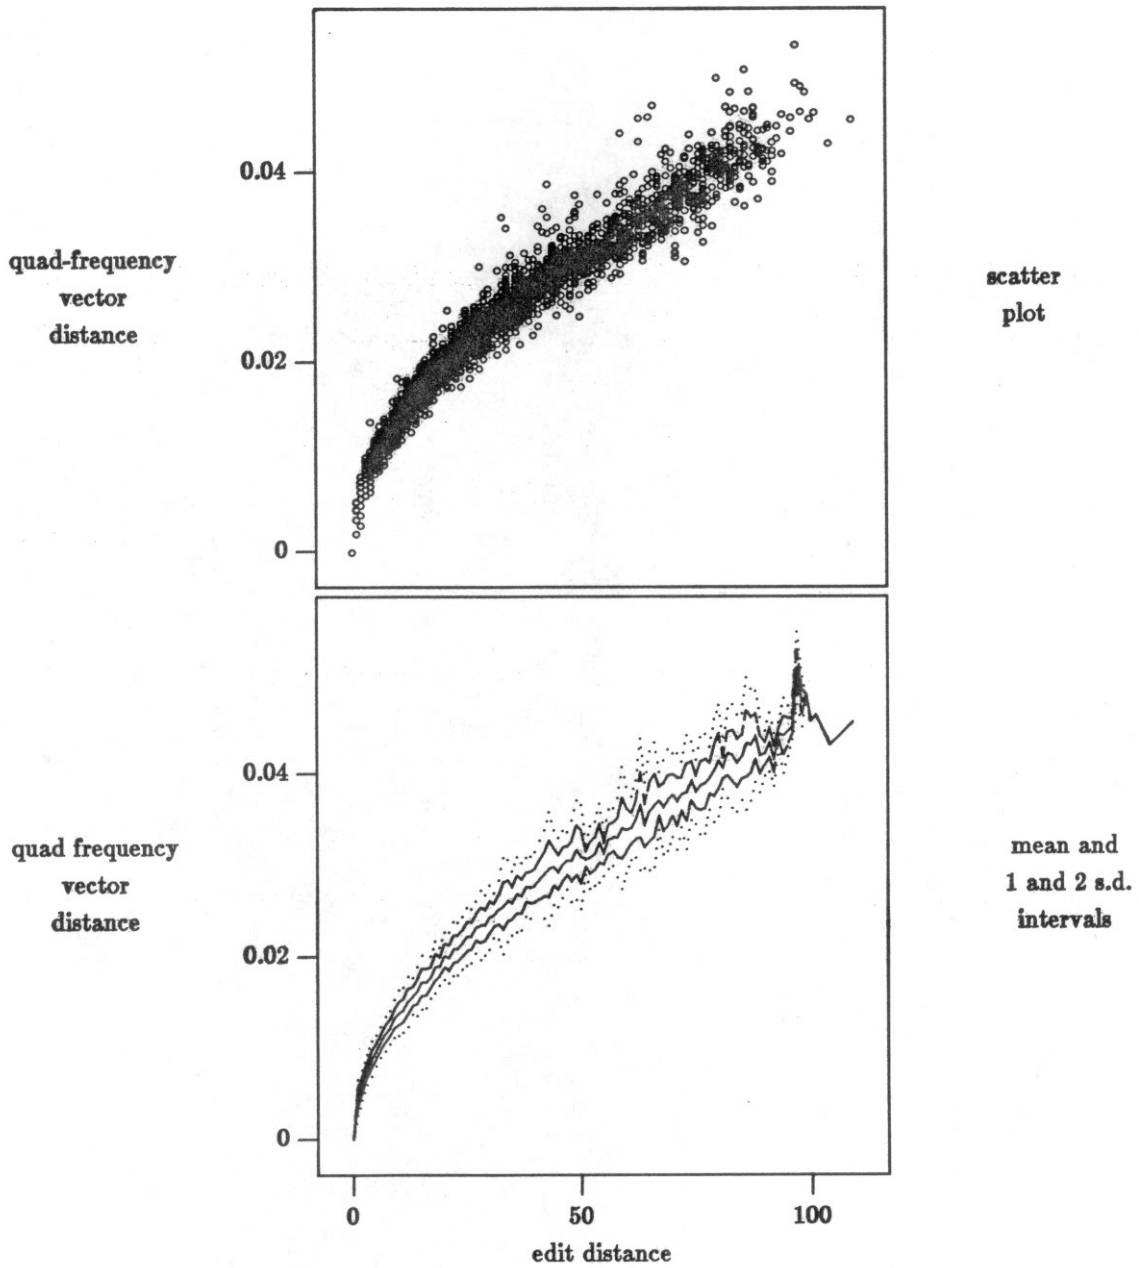 0.04
quad-frequency
vector
distance
scatter
plot
0.02
0
0.04
quad frequency
vector
distance
mean and
1 and 2 s.d.
intervals
0.02
0
0
50
100
edit distance